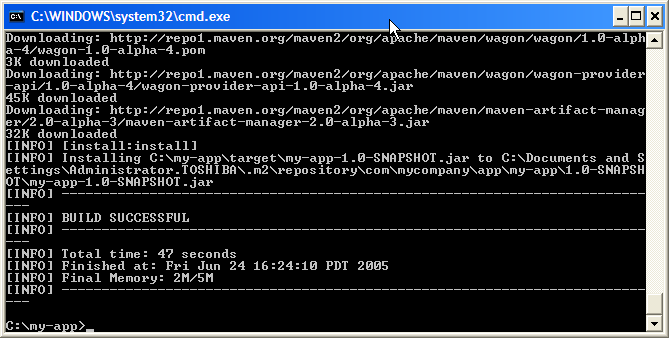 C:\WINDOWS\system32\cmd.exe
Downloading: http://repo1.maven.org/maven2/org/apache/maven/wagon/wagon/1.0-alph
a-4/wagon-1.0-alpha-4.pom
3K downloaded
Downloading: http://repo1.maven.org/maven2/org/apache/maven/wagon/wagon-provider
-api/1.0-alpha-4/wagon-provider-api-1.0-alpha-4.jar
45K downloaded
Downloading: http://repo1.maven.org/maven2/org/apache/maven/maven-artifact-manag
er/2.0-alpha-3/maven-artifact-manager-2.0-alpha-3.jar
32K downloaded
[INFO] [install:install]
[INFO] Installing C:\my-app\target\my-app-1.0-SNAPSHOT.jar to C:\Documents and S
ettings\Administrator.TOSHIBA\.m2\repository\com\mycompany\app\my-app\1.0-SNAPSH
OT\my-app-1.0-SNAPSHOT.jar
[INFO] -------------------------------------------------------------------------
---
[INFO] BUILD SUCCESSFUL
[INFO] -------------------------------------------------------------------------
---
[INFO] Total time: 47 seconds
[INFO] Finished at: Fri Jun 24 16:24:10 PDT 2005
[INFO] Final Memory: 2M/5M
[INFO] -------------------------------------------------------------------------
---
C:\my-app>_